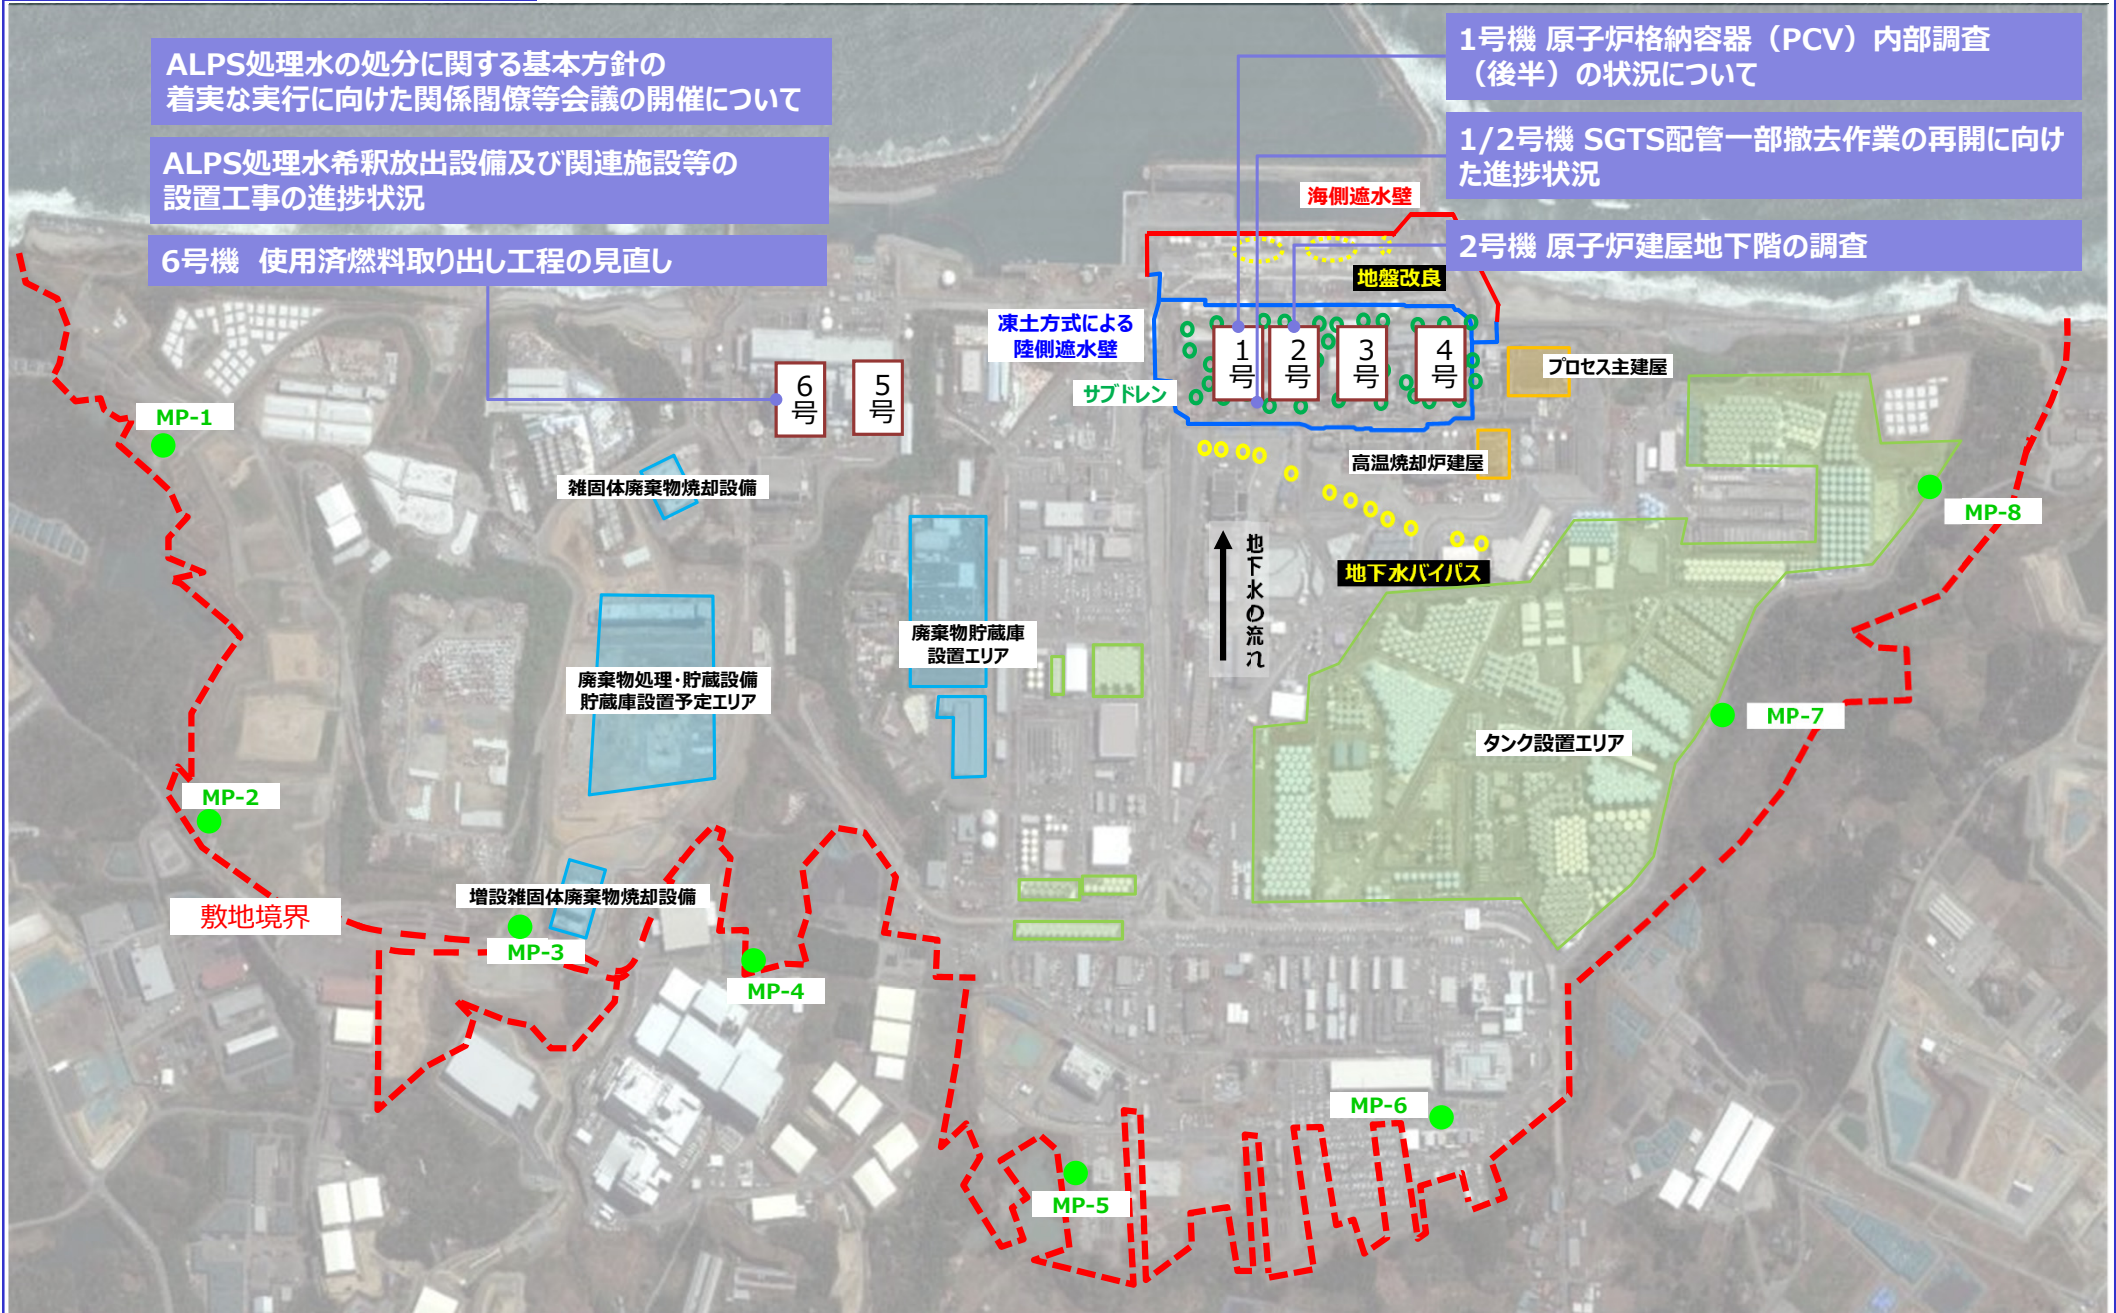 ALPS処理水の処分に関する基本方針の
着実な実行に向けた関係閣僚等会議の開催について
ALPS処理水希釈放出設備及び関連施設等の
設置工事の進捗状況
6号機 使用済燃料取り出し工程の見直し
1号機 原子炉格納容器（PCV）内部調査
（後半）の状況について
1/2号機 SGTS配管一部撤去作業の再開に向け
た進捗状況
2号機 原子炉建屋地下階の調査
海側遮水壁
地盤改良
凍土方式による
陸側遮水壁
サブドレン
1号
2号
3号
4号
6号
5号
プロセス主建屋
高温焼却炉建屋
MP-1
雑固体廃棄物焼却設備
MP-8
地下水の流れ
地下水バイパス
廃棄物貯蔵庫
設置エリア
廃棄物処理・貯蔵設備
貯蔵庫設置予定エリア
MP-7
タンク設置エリア
MP-2
増設雑固体廃棄物焼却設備
敷地境界
MP-3
MP-4
MP-6
MP-5